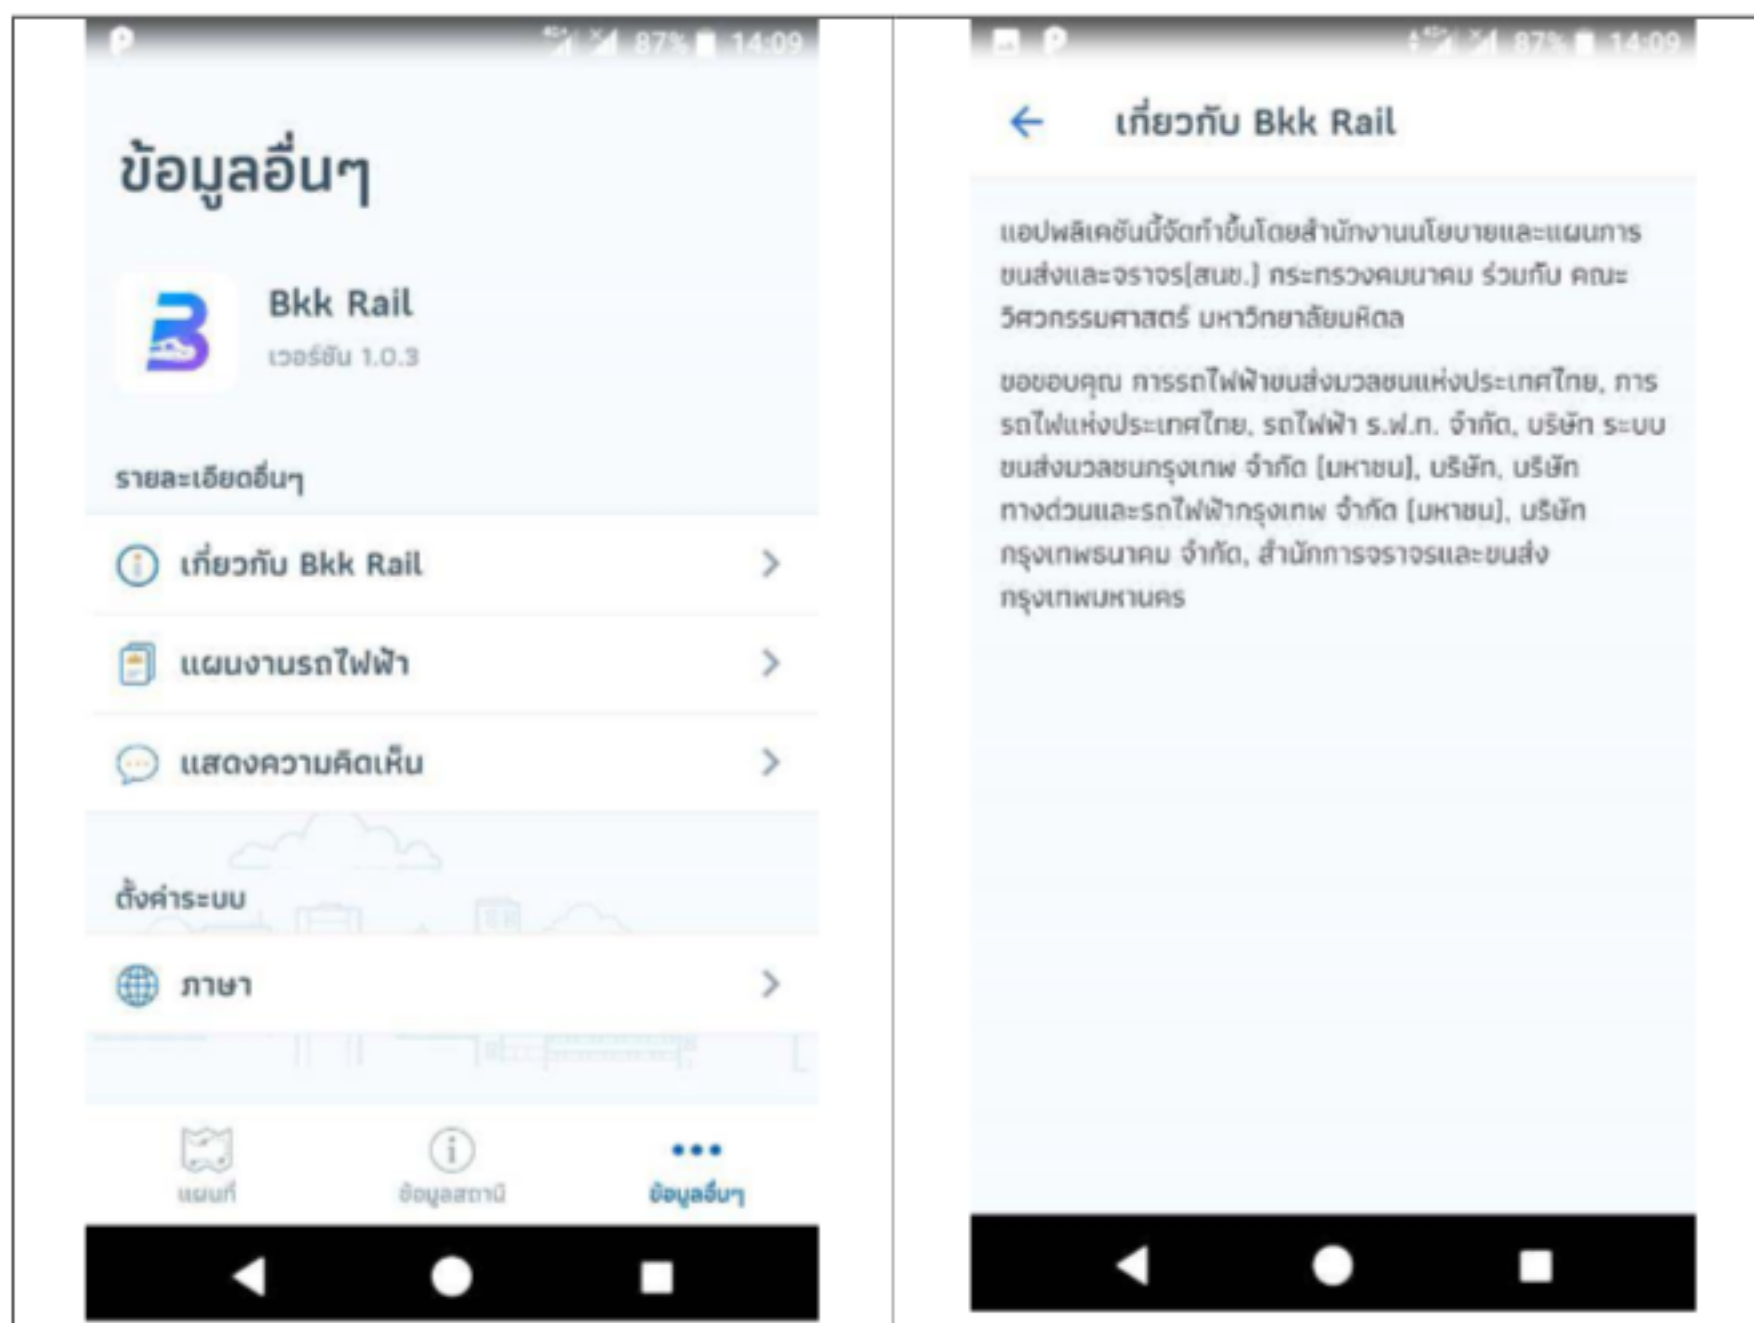 87% 14:09
ข้อมูลอื่นๆ
Bkk Rail
เวอร์ชัน 1.0.3
รายละเอียดอื่นๆ
เกี่ยวกับ Bkk Rail
แผนงานรถไฟฟ้า
แสดงความคิดเห็น
ตั้งค่าระบบ
ภาษา
แผนที่
ข้อมูลสถานี
ข้อมูลอื่นๆ
87% 14:09
เกี่ยวกับ Bkk Rail
แอปพลิเคชันนี้จัดทำขึ้นโดยสำนักงานนโยบายและแผนการ
ขนส่งและจราจร(สนข.) กระทรวงคมนาคม ร่วมกับ คณะ
วิศวกรรมศาสตร์ มหาวิทยาลัยมหิดล
ขอขอบคุณ การรถไฟฟ้าขนส่งมวลชนแห่งประเทศไทย, การ
รถไฟแห่งประเทศไทย, รถไฟฟ้า ร.ฟ.ท. จำกัด, บริษัท ระบบ
ขนส่งมวลชนกรุงเทพ จำกัด (มหาชน), บริษัท, บริษัท
ทางด่วนและรถไฟฟ้ากรุงเทพ จำกัด (มหาชน), บริษัท
กรุงเทพธนาคม จำกัด, สำนักการจราจรและขนส่ง
กรุงเทพมหานคร